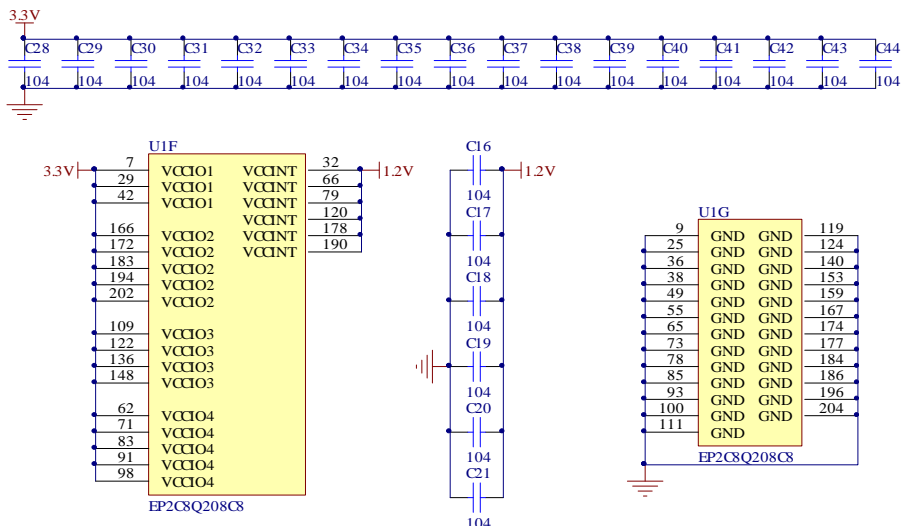 3.3V
C28 C29 C30 C31 C32 C33 C34 C35 C36 C37 C38 C39 C40 C41 C42 C43 C44
104 104 104 104 104 104 104 104 104 104 104 104 104 104 104 104 104
U1F
3.3V 7 VCCIO1 VCCINT 32 1.2V
29 VCCIO1 VCCINT 66
42 VCCIO1 VCCINT 79
VCCINT 120
166 VCCIO2 VCCINT 178
172 VCCIO2 VCCINT 190
183 VCCIO2
194 VCCIO2
202 VCCIO2
109 VCCIO3
122 VCCIO3
136 VCCIO3
148 VCCIO3
62 VCCIO4
71 VCCIO4
83 VCCIO4
91 VCCIO4
98 VCCIO4
EP2C8Q208C8
C16
1.2V
104
C17
104
C18
104
C19
104
C20
104
C21
104
U1G
9 GND GND 119
25 GND GND 124
36 GND GND 140
38 GND GND 153
49 GND GND 159
55 GND GND 167
65 GND GND 174
73 GND GND 177
78 GND GND 184
85 GND GND 186
93 GND GND 196
100 GND GND 204
111 GND
EP2C8Q208C8